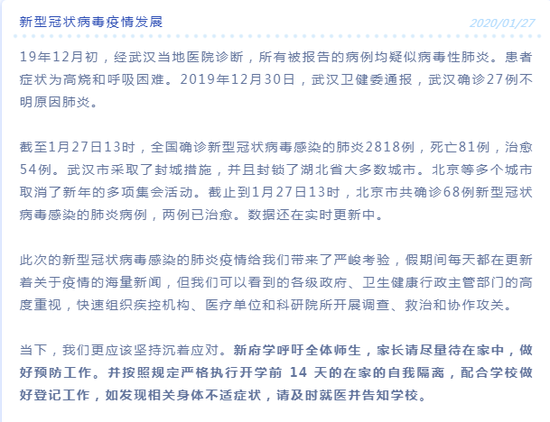 新型冠状病毒疫情发展
2020/01/27
19年12月初，经武汉当地医院诊断，所有被报告的病例均疑似病毒性肺炎。患者
症状为高烧和呼吸困难。2019年12月30日，武汉卫健委通报，武汉确诊27例不
明原因肺炎。
截至1月27日13时，全国确诊新型冠状病毒感染的肺炎2818例，死亡81例，治愈
54例。武汉市采取了封城措施，并且封锁了湖北省大多数城市。北京等多个城市
取消了新年的多项集会活动。截止到1月27日13时，北京市共确诊68例新型冠状
病毒感染的肺炎病例，两例已治愈。数据还在实时更新中。
此次的新型冠状病毒感染的肺炎疫情给我们带来了严峻考验，假期间每天都在更新
着关于疫情的海量新闻，但我们可以看到的各级政府、卫生健康行政主管部门的高
度重视，快速组织疾控机构、医疗单位和科研院所开展调查、救治和协作攻关。
当下，我们更应该坚持沉着应对。新府学呼吁全体师生，家长请尽量待在家中，做
好预防工作。并按照规定严格执行开学前 14 天的在家的自我隔离，配合学校做
好登记工作，如发现相关身体不适症状，请及时就医并告知学校。